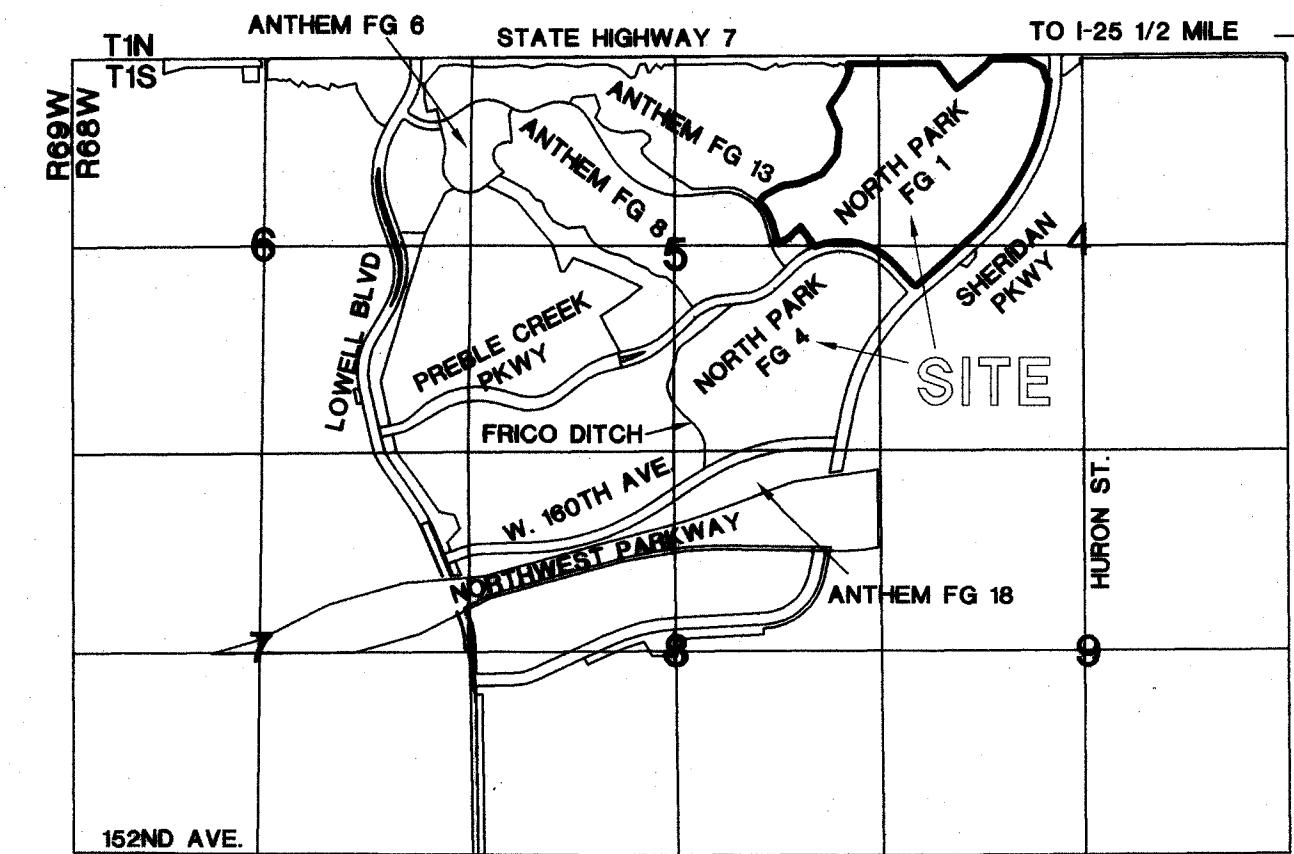 ANTHEM FG 6
STATE HIGHWAY 7
TO I-25 1/2 MILE
T1N
T1S
R69W
R68W
ANTHEM FG 13
ANTHEM FG 8
NORTH PARK
FG 1
6
5
4
SHERIDAN
PKWY
LOWELL BLVD
PREBLE CREEK
PKWY
NORTH PARK
FG 4
SITE
FRICO DITCH
W. 160TH AVE.
NORTHWEST PARKWAY
HURON ST.
ANTHEM FG 18
7
8
9
152ND AVE.